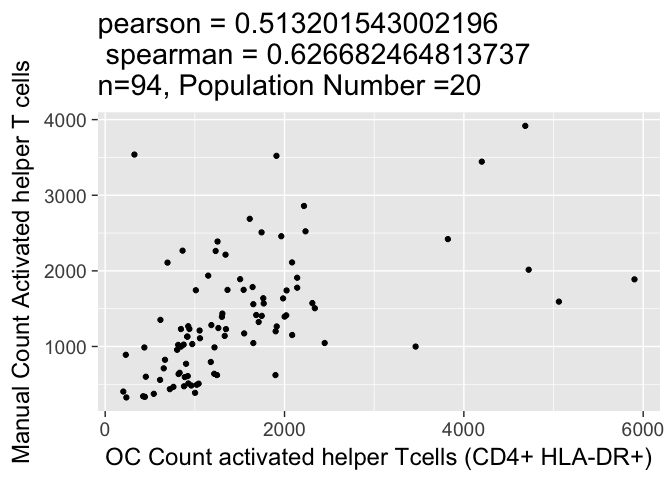 pearson = 0.513201543002196
spearman = 0.626682464813737
n=94, Population Number =20
Manual Count Activated helper T cells
4000
3000
2000
1000
0
2000
4000
6000
OC Count activated helper Tcells (CD4+ HLA-DR+)